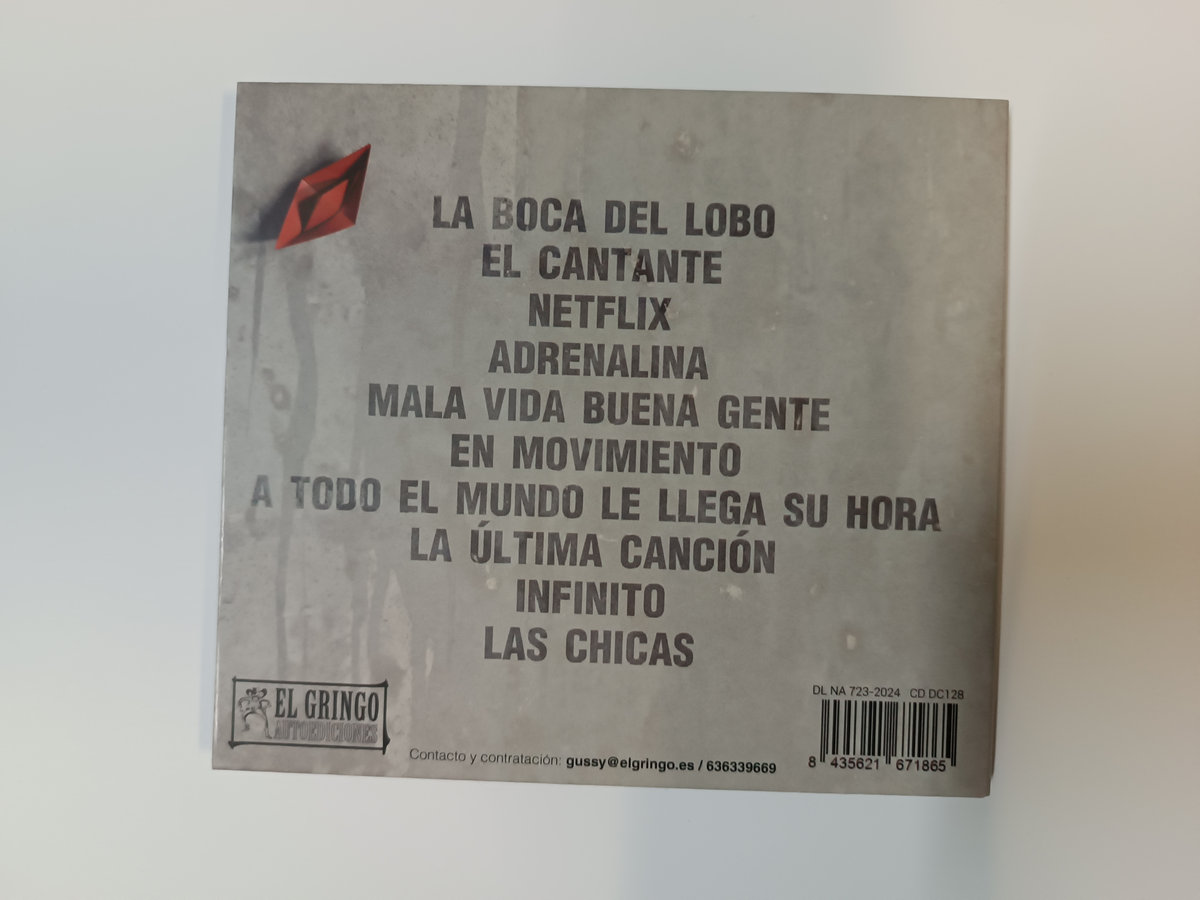 LA BOCA DEL LOBO
EL CANTANTE
NETFLIX
ADRENALINA
MALA VIDA BUENA GENTE
EN MOVIMIENTO
A TODO EL MUNDO LE LLEGA SU HORA
LA ÚLTIMA CANCIÓN
INFINITO
LAS CHICAS
EL GRINGO
AUTOEDICIONES
Contacto y contratación: gussy@elgringo.es / 636339669
DL NA 723-2024 CD DC128
8 435621 671865